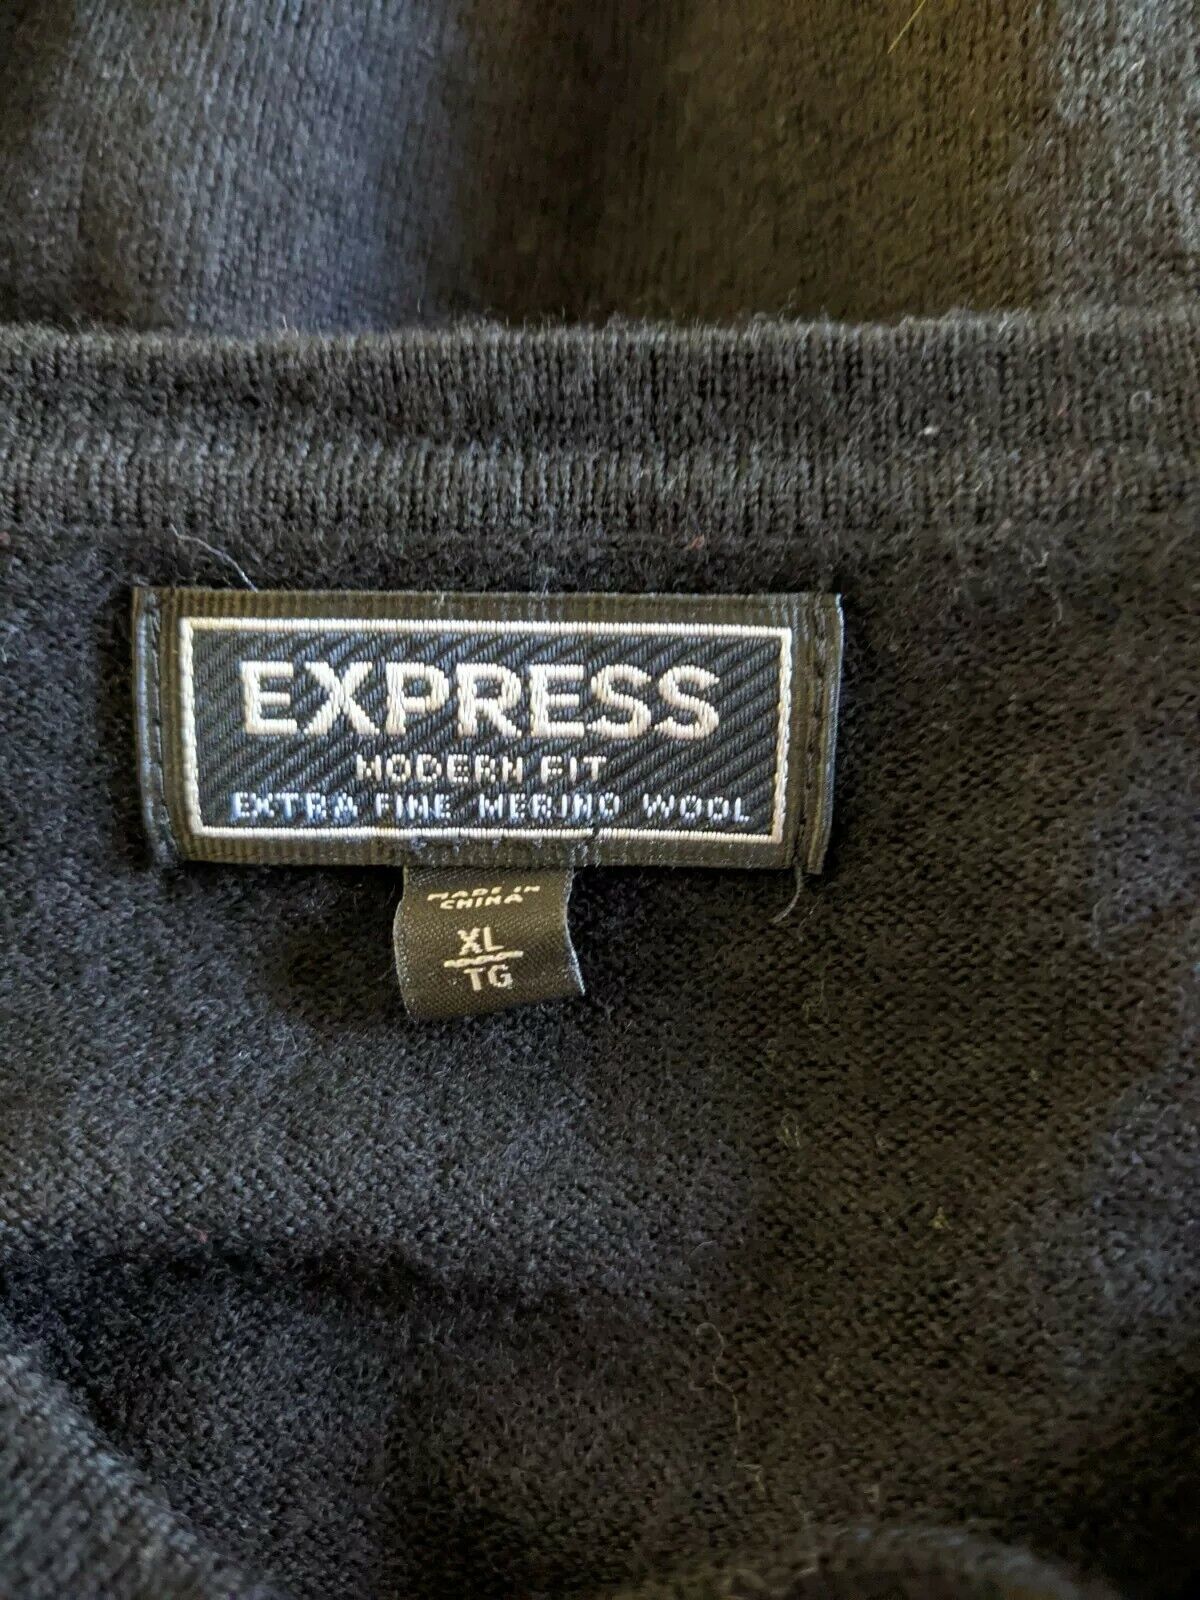 EXPRESS
MODERN FIT
EXTRA FINE MERINO WOOL
MADE IN
CHINA
XL
TG